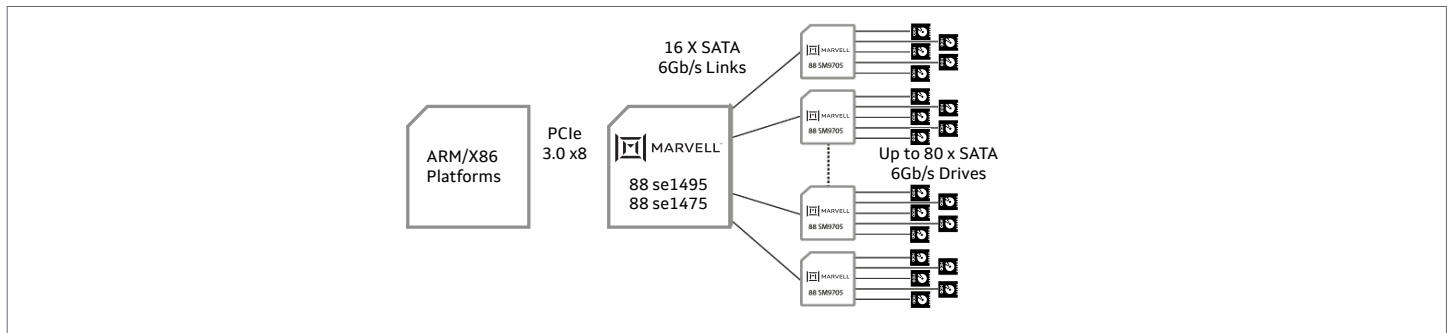 ARM/X86
Platforms
PCIe
3.0 x8
MARVELL
88 se1495
88 se1475
16 X SATA
6Gb/s Links
MARVELL
88 SM9705
MARVELL
88 SM9705
Up to 80 x SATA
6Gb/s Drives
MARVELL
88 SM9705
MARVELL
88 SM9705